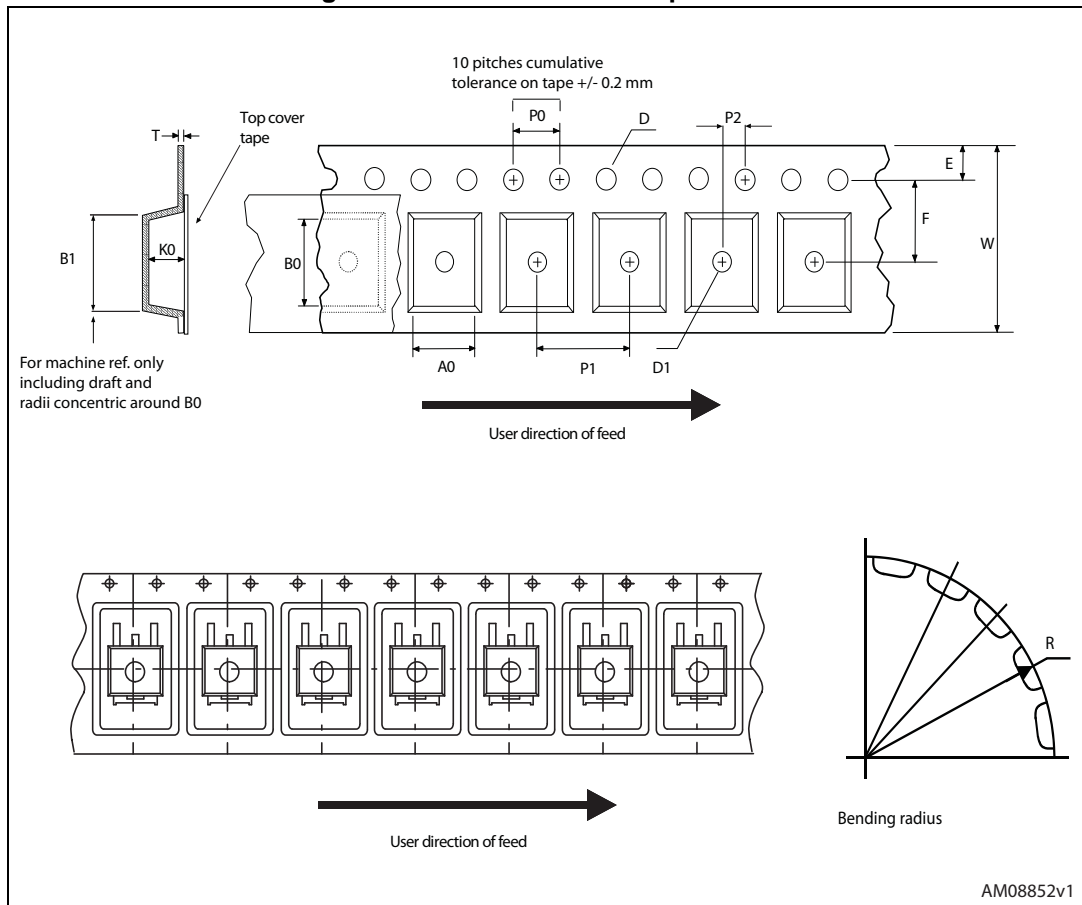 10 pitches cumulative
tolerance on tape +/- 0.2 mm
Top cover
tape
T
P0
D
P2
E
F
W
B1
K0
B0
For machine ref. only
including draft and
radii concentric around B0
A0
P1
D1
User direction of feed
R
Bending radius
User direction of feed
AM08852v1